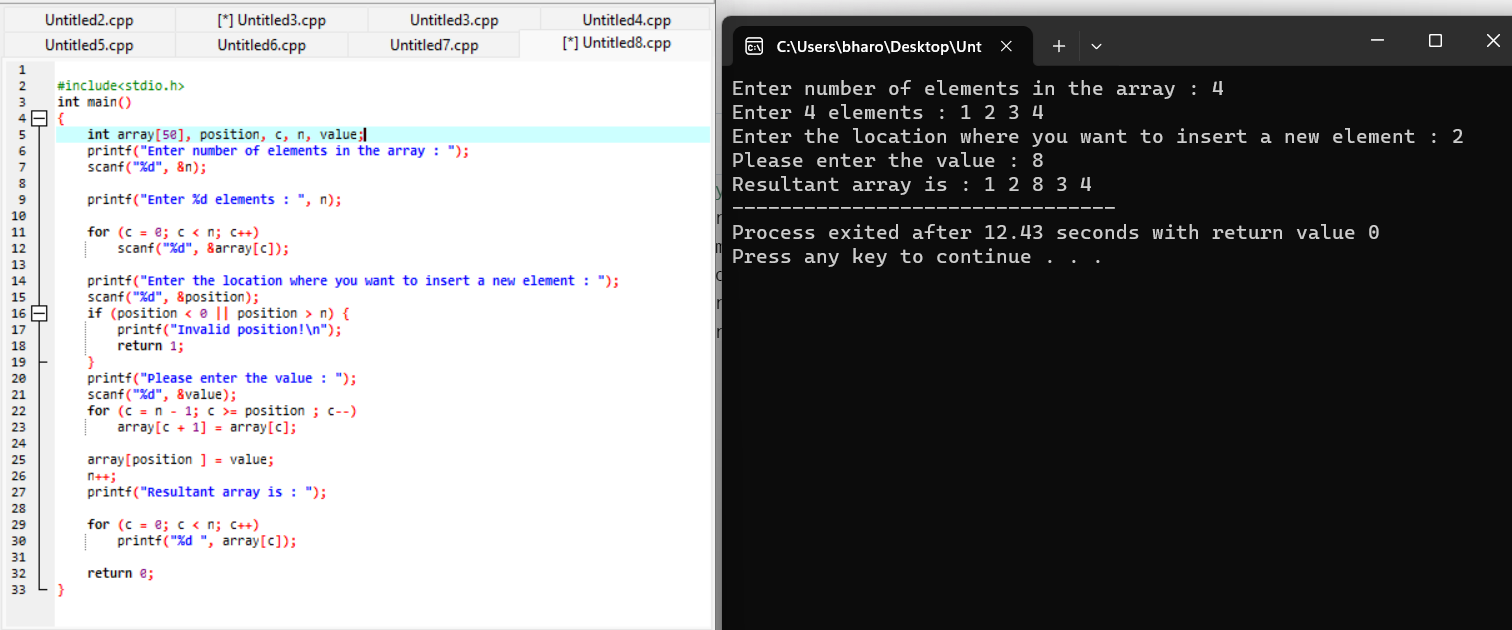 Untitled2.cpp [*] Untitled3.cpp Untitled3.cpp Untitled4.cpp
Untitled5.cpp Untitled6.cpp Untitled7.cpp [*] Untitled8.cpp
1
2 #include<stdio.h>
3 int main()
4 {
5 int array[50], position, c, n, value;
6 printf("Enter number of elements in the array : ");
7 scanf("%d", &n);
8
9 printf("Enter %d elements : ", n);
10
11 for (c = 0; c < n; c++)
12 scanf("%d", &array[c]);
13
14 printf("Enter the location where you want to insert a new element : ");
15 scanf("%d", &position);
16 if (position < 0 || position > n) {
17 printf("Invalid position!\n");
18 return 1;
19 }
20 printf("Please enter the value : ");
21 scanf("%d", &value);
22 for (c = n - 1; c >= position ; c--)
23 array[c + 1] = array[c];
24
25 array[position ] = value;
26 n++;
27 printf("Resultant array is : ");
28
29 for (c = 0; c < n; c++)
30 printf("%d ", array[c]);
31
32 return 0;
33 }
C:\Users\bharo\Desktop\Unt
Enter number of elements in the array : 4
Enter 4 elements : 1 2 3 4
Enter the location where you want to insert a new element : 2
Please enter the value : 8
Resultant array is : 1 2 8 3 4
--------------------------------
Process exited after 12.43 seconds with return value 0
Press any key to continue . . .